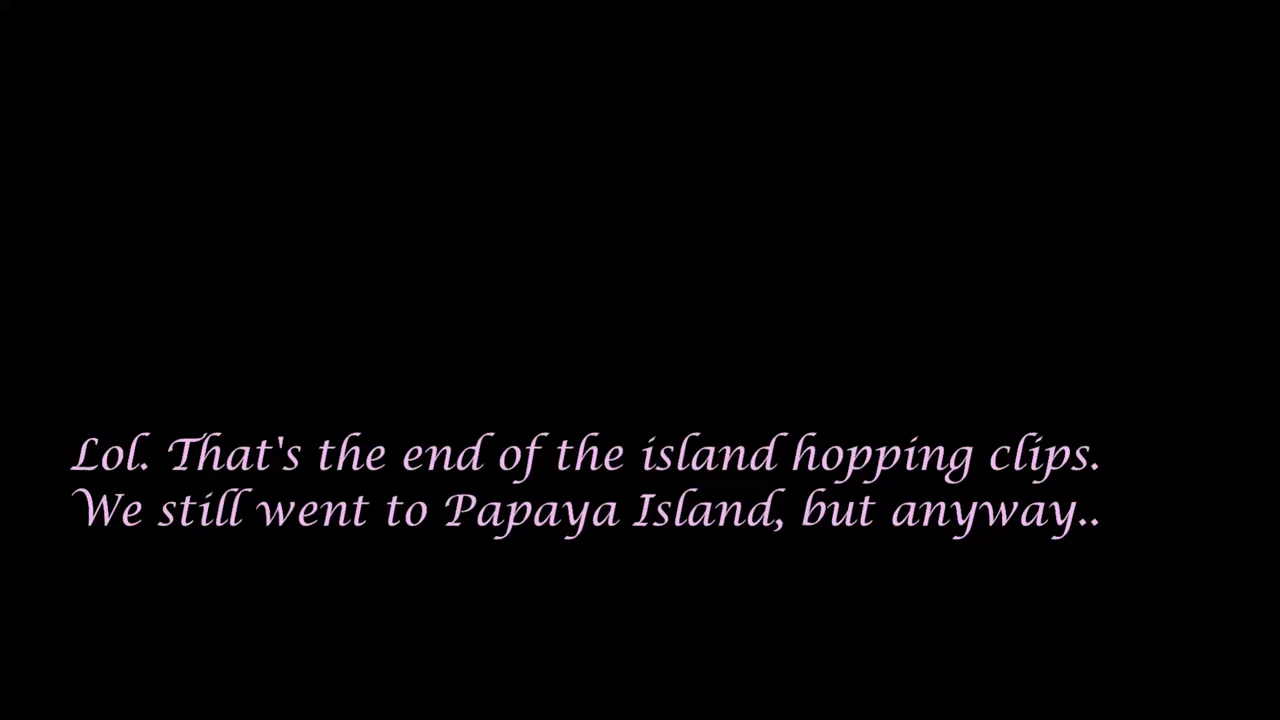 Lol. That's the end of the island hopping clips.
We still went to Papaya Island, but anyway..